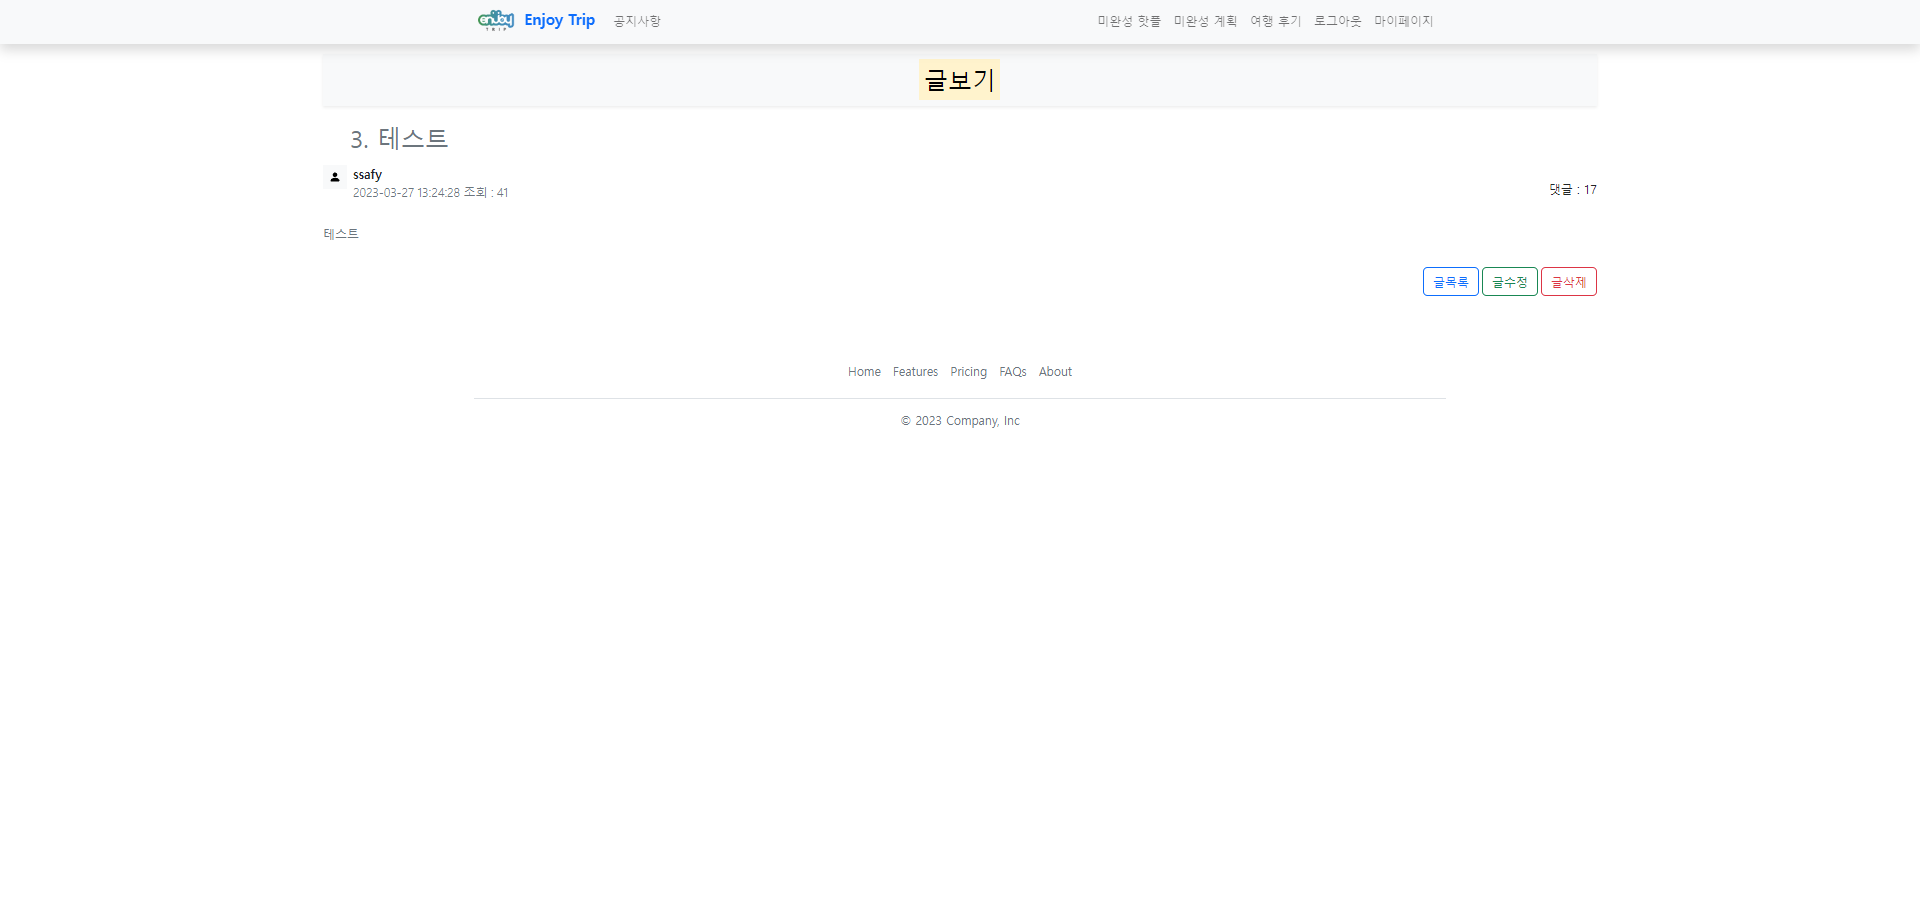 enjoy TRIP Enjoy Trip 공지사항 미완성 핫플 미완성 계획 여행 후기 로그아웃 마이페이지
글보기
3. 테스트
ssafy
2023-03-27 13:24:28 조회 : 41
댓글 : 17
테스트
글목록 글수정 글삭제
Home Features Pricing FAQs About
© 2023 Company, Inc